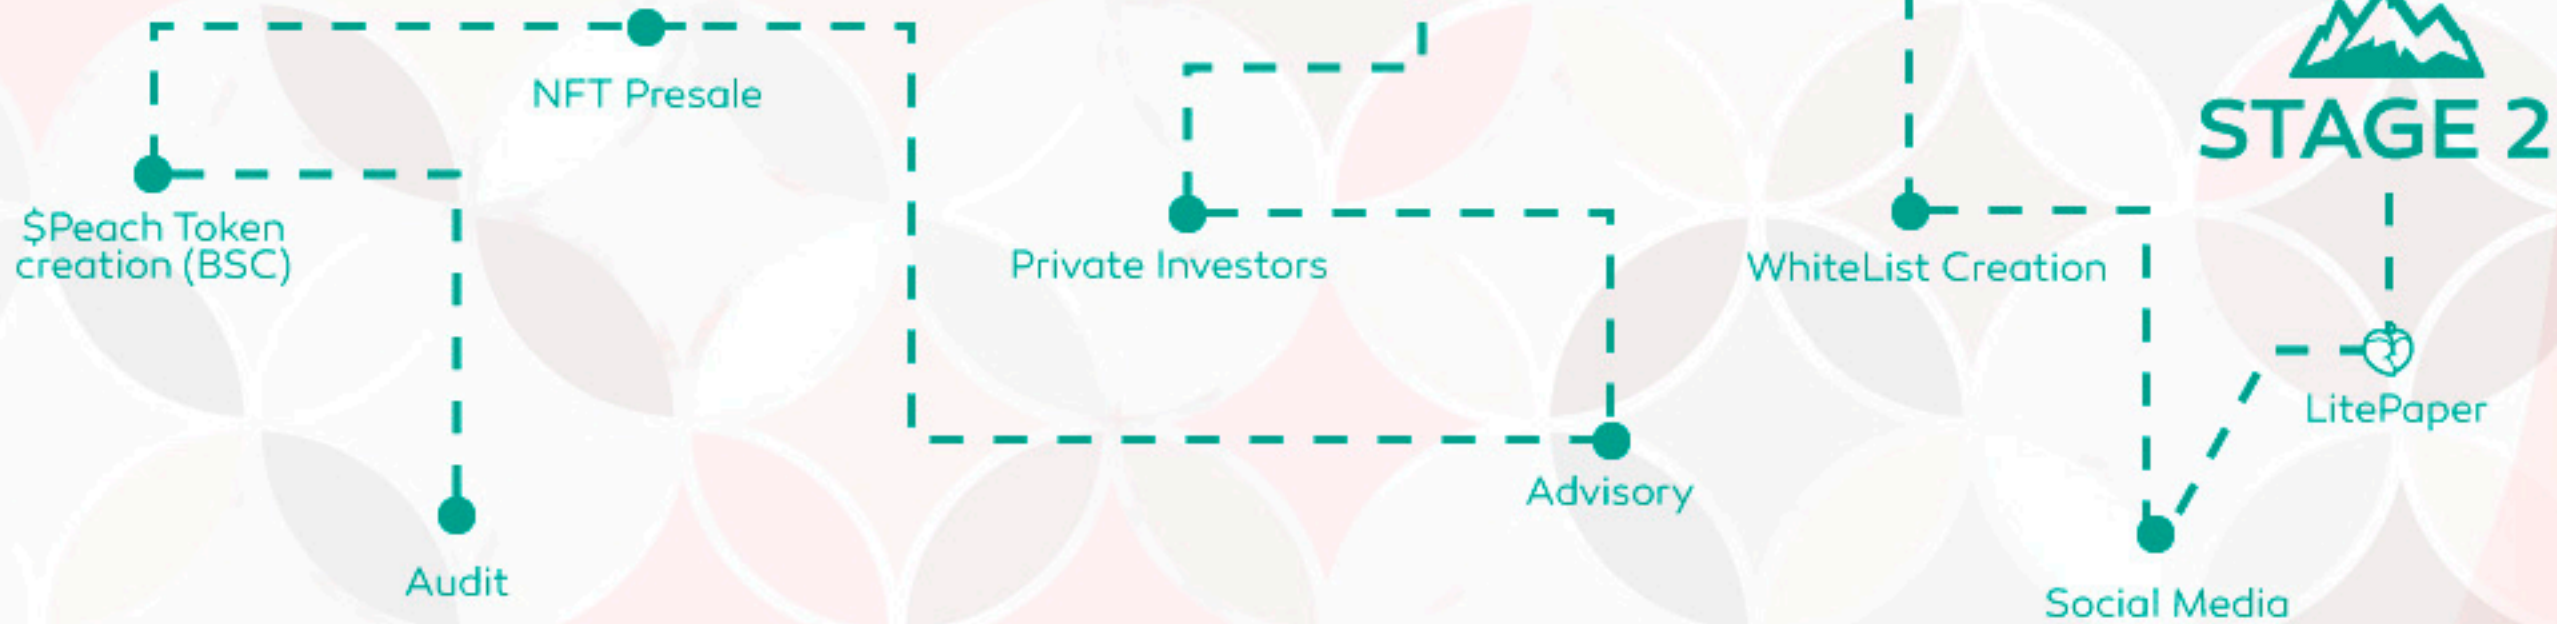 NFT Presale
STAGE 2
$Peach Token
creation (BSC)
Private Investors
WhiteList Creation
LitePaper
Advisory
Audit
Social Media